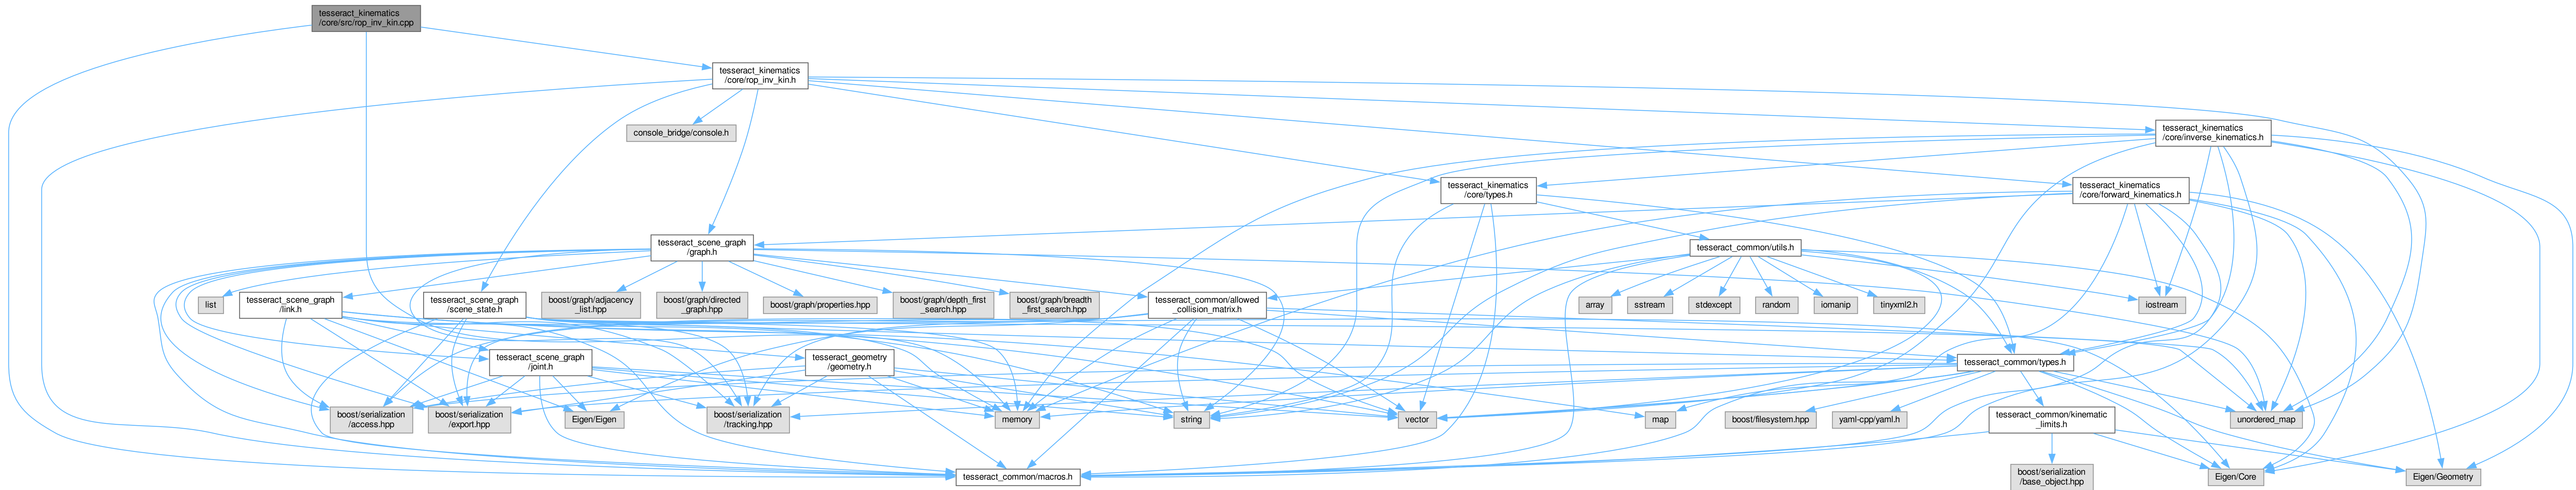 tesseract_kinematics
/core/src/rop_inv_kin.cpp
tesseract_kinematics
/core/rop_inv_kin.h
console_bridge/console.h
tesseract_kinematics
/core/inverse_kinematics.h
tesseract_kinematics
/core/types.h
tesseract_kinematics
/core/forward_kinematics.h
tesseract_scene_graph
/graph.h
tesseract_common/utils.h
list
tesseract_scene_graph
/link.h
tesseract_scene_graph
/scene_state.h
boost/graph/adjacency
_list.hpp
boost/graph/directed
_graph.hpp
boost/graph/properties.hpp
boost/graph/depth_first
_search.hpp
boost/graph/breadth
_first_search.hpp
tesseract_common/allowed
_collision_matrix.h
array
sstream
stdexcept
random
iomanip
tinyxml2.h
iostream
tesseract_scene_graph
/joint.h
tesseract_geometry
/geometry.h
tesseract_common/types.h
boost/serialization
/access.hpp
boost/serialization
/export.hpp
Eigen/Eigen
boost/serialization
/tracking.hpp
memory
string
vector
map
boost/filesystem.hpp
yaml-cpp/yaml.h
tesseract_common/kinematic
_limits.h
unordered_map
tesseract_common/macros.h
boost/serialization
/base_object.hpp
Eigen/Core
Eigen/Geometry